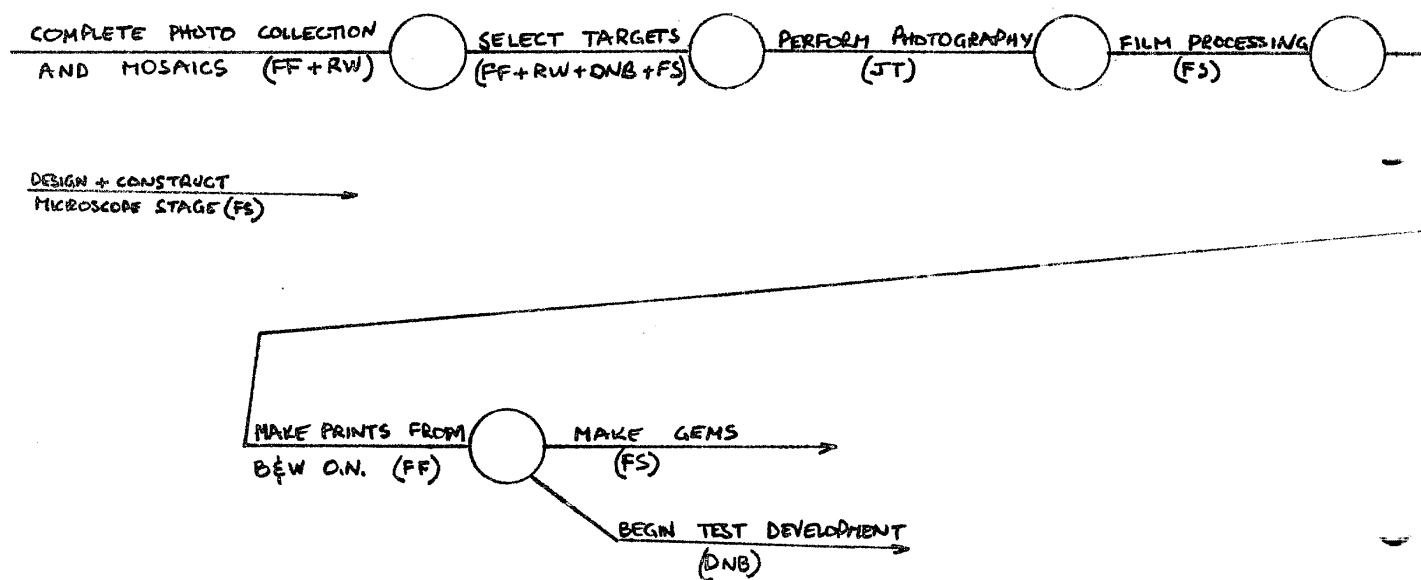 COMPLETE PHOTO COLLECTION
AND MOSAICS (FF+RW)
SELECT TARGETS
(FF+RW+DNB+FS)
PERFORM PHOTOGRAPHY
(JT)
FILM PROCESSING
(FS)
DESIGN + CONSTRUCT
MICROSCOPE STAGE (FS)
MAKE PRINTS FROM
B&W O.N. (FF)
MAKE GEMS
(FS)
BEGIN TEST DEVELOPMENT
(DNB)